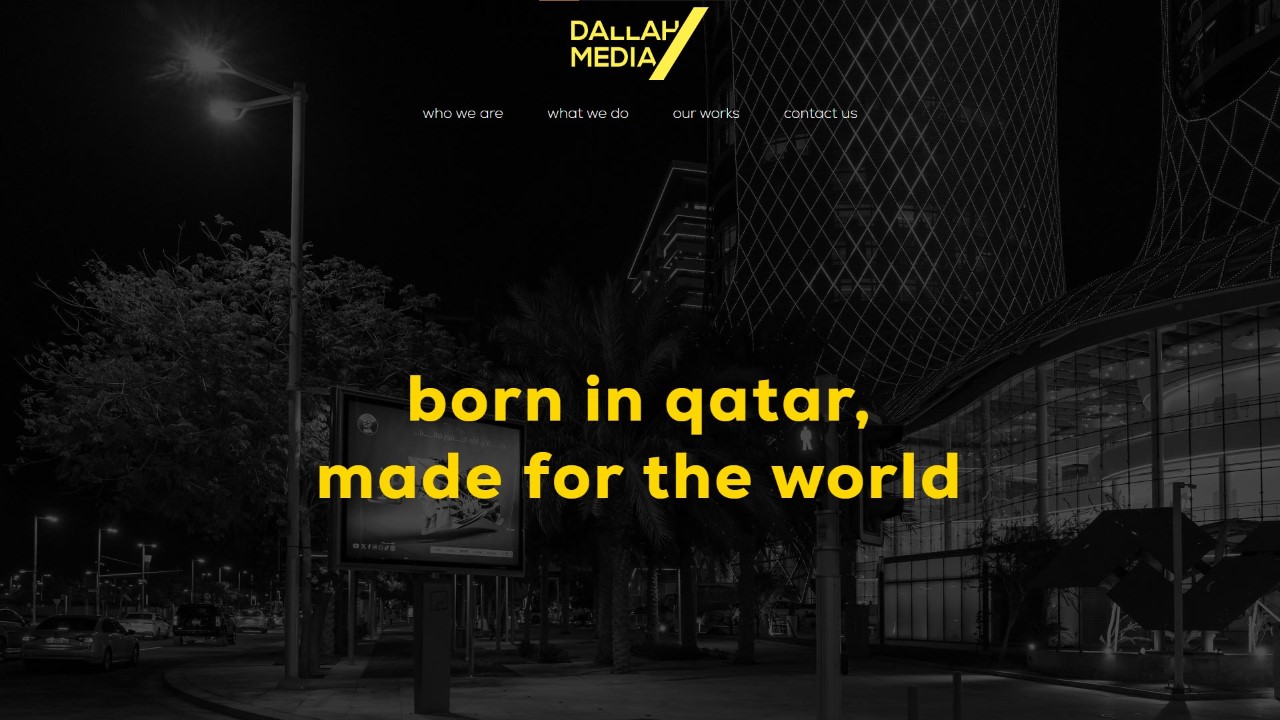 DALLAH
MEDIA
who we are
what we do
our works
contact us
born in qatar,
made for the world